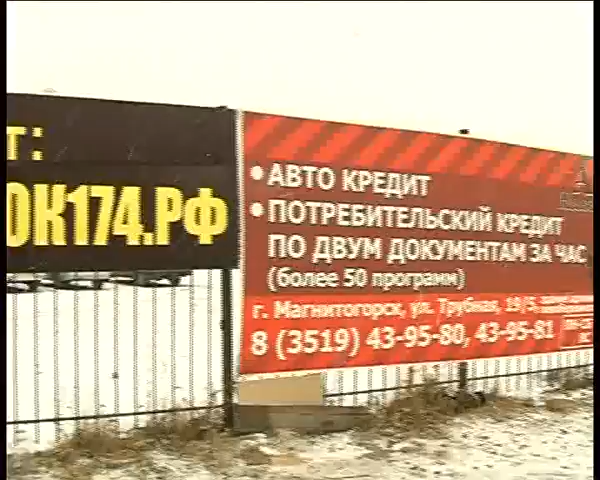 т:
ОК174.РФ
• АВТО КРЕДИТ
• ПОТРЕБИТЕЛЬСКИЙ КРЕДИТ
ПО ДВУМ ДОКУМЕНТАМ ЗА ЧАС
(более 50 программ)
г. Магнитогорск, ул. Трубная, 19/5,
8 (3519) 43-95-80, 43-95-81